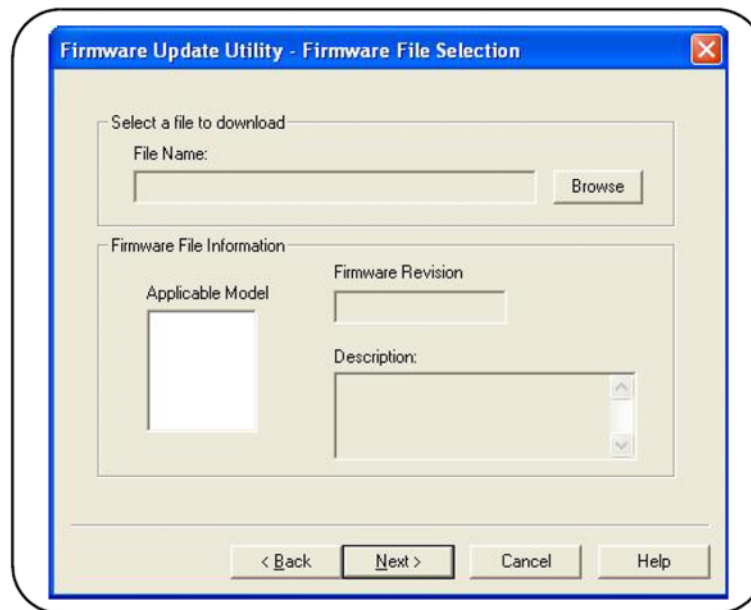 Firmware Update Utility - Firmware File Selection
Select a file to download
File Name:
Browse
Firmware File Information
Applicable Model
Firmware Revision
Description:
< Back
Next >
Cancel
Help